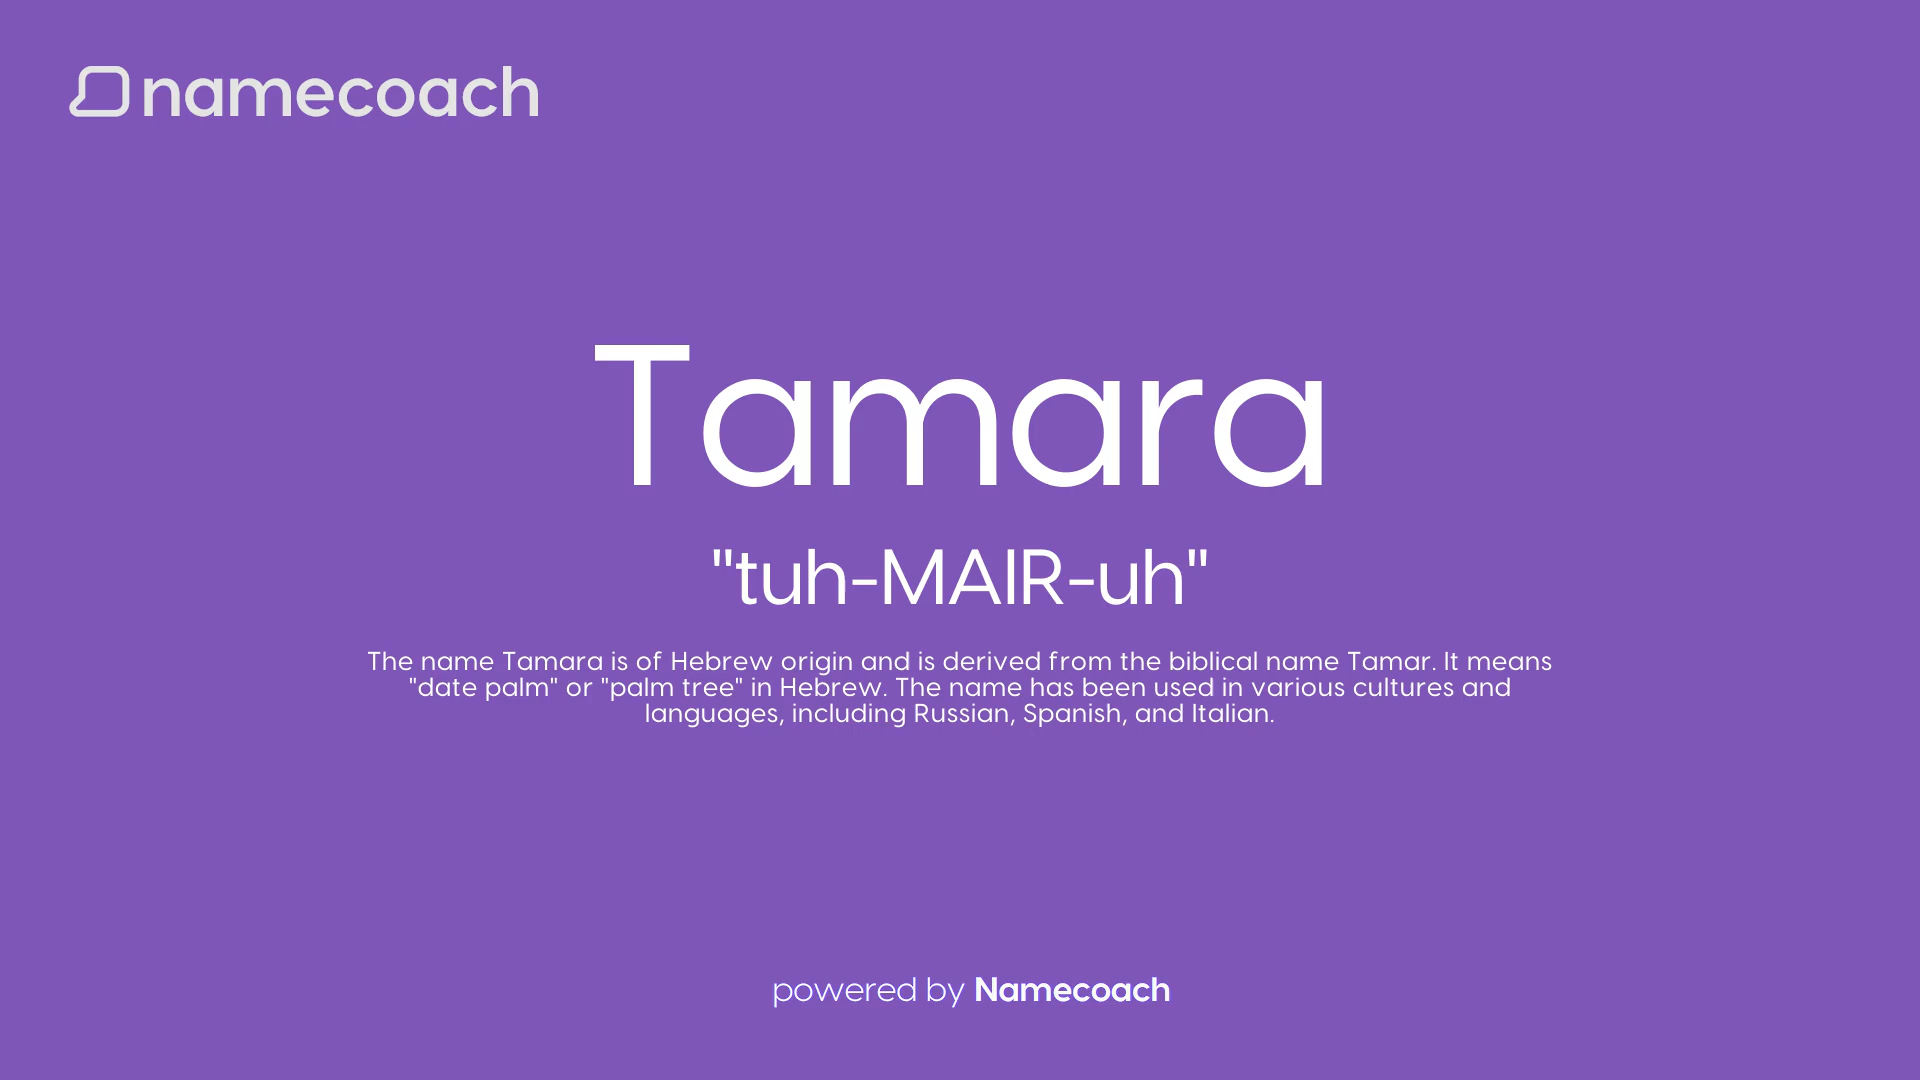 namecoach
Tamara
"tuh-MAIR-uh"
The name Tamara is of Hebrew origin and is derived from the biblical name Tamar. It means
"date palm" or "palm tree" in Hebrew. The name has been used in various cultures and
languages, including Russian, Spanish, and Italian.
powered by Namecoach